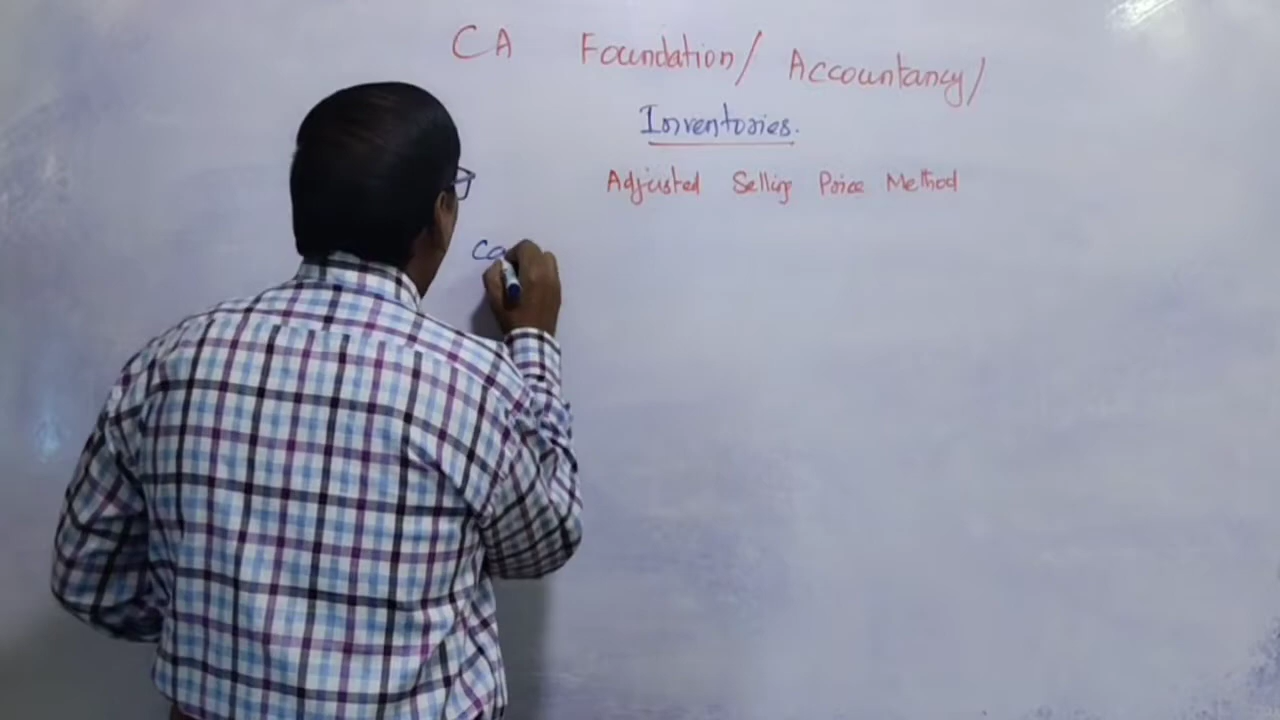 CA Foundation/ Accountancy/
Inventories.
Adjusted Selling Price Method